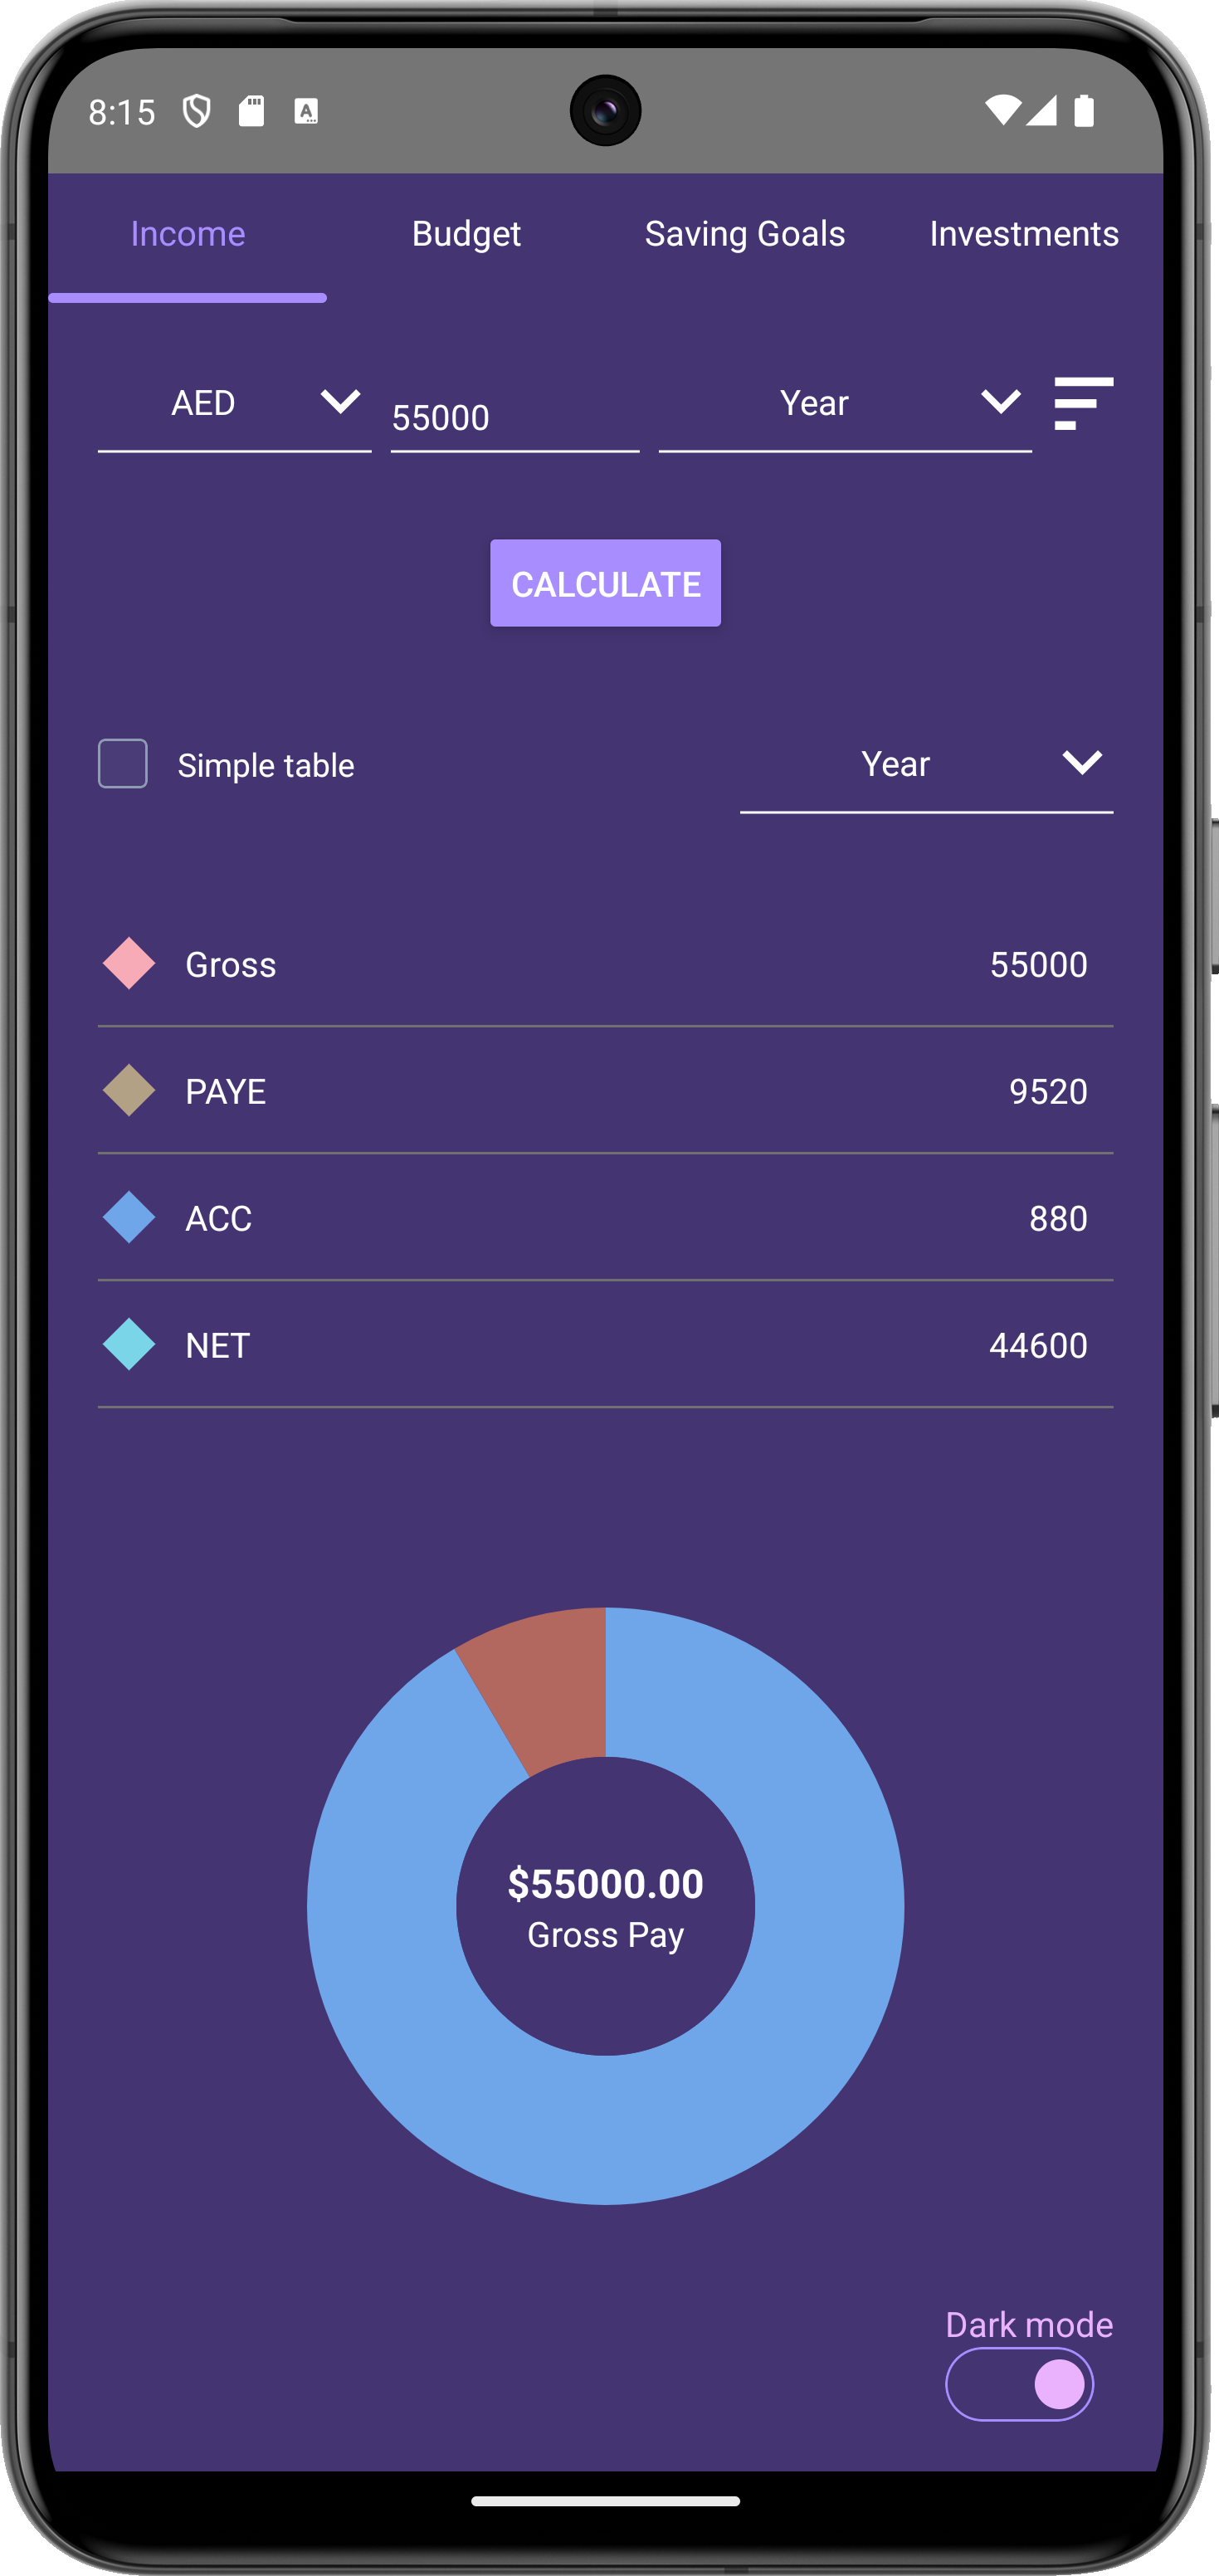 8:15
Income Budget Saving Goals Investments
AED 55000 Year
CALCULATE
Simple table Year
Gross 55000
PAYE 9520
ACC 880
NET 44600
$55000.00
Gross Pay
Dark mode